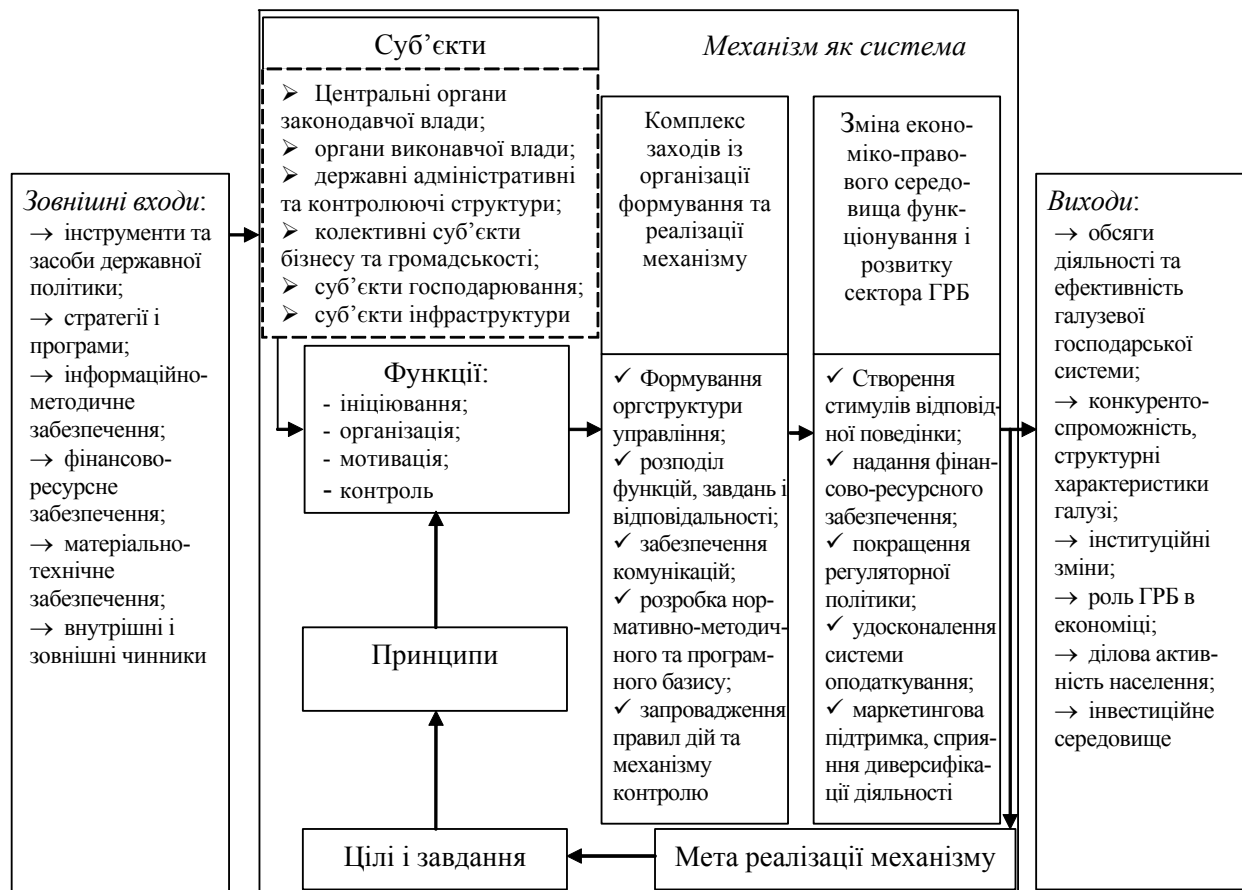 Зовнішні входи:
→ інструменти та
засоби державної
політики;
→ стратегії і
програми;
→ інформаційно-
методичне
забезпечення;
→ фінансово-
ресурсне
забезпечення;
→ матеріально-
технічне
забезпечення;
→ внутрішні і
зовнішні чинники
Суб’єкти
➢ Центральні органи
законодавчої влади;
➢ органи виконавчої влади;
➢ державні адміністративні
та контролюючі структури;
➢ колективні суб’єкти
бізнесу та громадськості;
➢ суб’єкти господарювання;
➢ суб’єкти інфраструктури
Функції:
- ініціювання;
- організація;
- мотивація;
- контроль
Принципи
Цілі і завдання
Механізм як система
Комплекс
заходів із
організації
формування та
реалізації
механізму
✓ Формування
оргструктури
управління;
✓ розподіл
функцій, завдань і
відповідальності;
✓ забезпечення
комунікацій;
✓ розробка нор-
мативно-методич-
ного та програм-
ного базису;
✓ запровадження
правил дій та
механізму
контролю
Зміна еконо-
міко-право-
вого середо-
вища функ-
ціонування і
розвитку
сектора ГРБ
✓ Створення
стимулів відповід-
ної поведінки;
✓ надання фінан-
сово-ресурсного
забезпечення;
✓ покращення
регуляторної
політики;
✓ удосконалення
системи
оподаткування;
✓ маркетингова
підтримка, сприя-
ння диверсифіка-
ції діяльності
Мета реалізації механізму
Виходи:
→ обсяги
діяльності та
ефективність
галузевої
господарської
системи;
→ конкуренто-
спроможність,
структурні
характеристики
галузі;
→ інституційні
зміни;
→ роль ГРБ в
економіці;
→ ділова актив-
ність населення;
→ інвестиційне
середовище